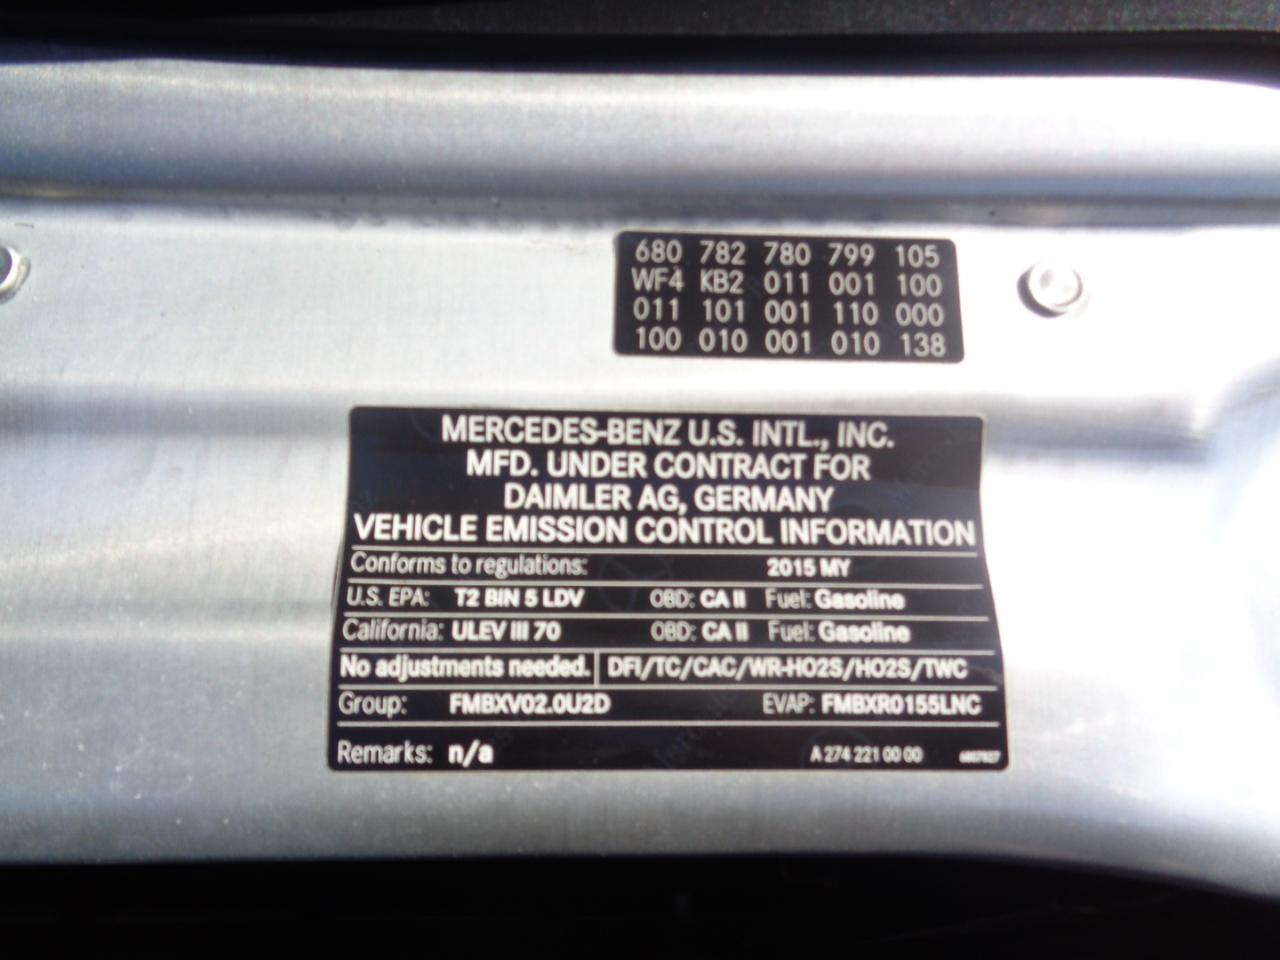 680 782 780 799 105
WF4 KB2 011 001 100
011 101 001 110 000
100 010 001 010 138
MERCEDES-BENZ U.S. INTL., INC.
MFD. UNDER CONTRACT FOR
DAIMLER AG, GERMANY
VEHICLE EMISSION CONTROL INFORMATION
Conforms to regulations: 2015 MY
U.S. EPA: T2 BIN 5 LDV OBD: CA II Fuel: Gasoline
California: ULEV III 70 OBD: CA II Fuel: Gasoline
No adjustments needed. DFI/TC/CAC/WR-HO2S/HO2S/TWC
Group: FMBXV02.0U2D EVAP: FMBXR0155LNC
Remarks: n/a A 274 221 00 00